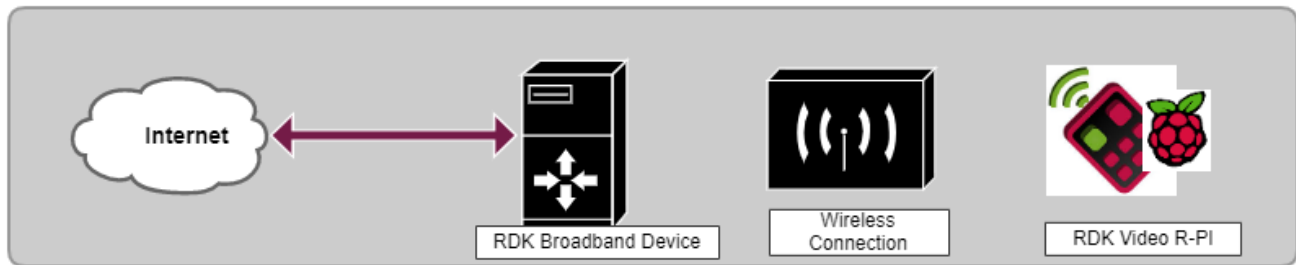 Internet
RDK Broadband Device
Wireless
Connection
RDK Video R-PI